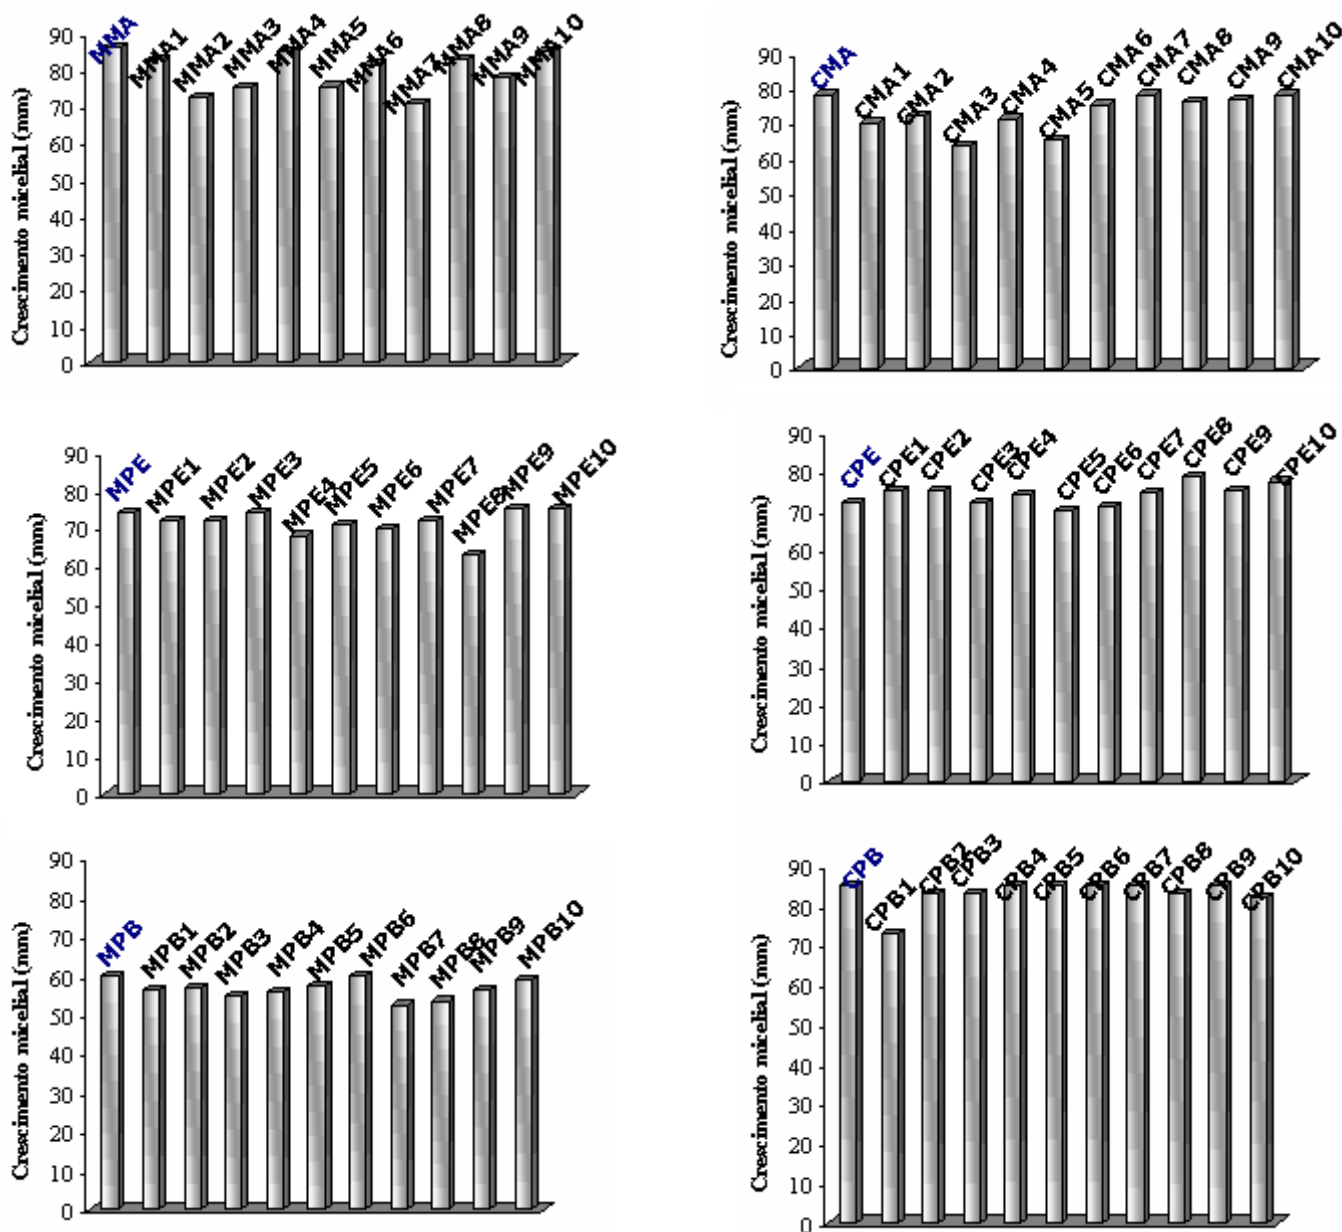 Crescimento micelial (mm)
90
80
70
60
50
40
30
20
10
0
MMA
MMA1
MMA2
MMA3
MMA4
MMA5
MMA6
MMA7
MMA8
MMA9
MMA10
Crescimento micelial (mm)
90
80
70
60
50
40
30
20
10
0
CMA
CMA1
CMA2
CMA3
CMA4
CMA5
CMA6
CMA7
CMA8
CMA9
CMA10
Crescimento micelial (mm)
90
80
70
60
50
40
30
20
10
0
MPE
MPE1
MPE2
MPE3
MPE4
MPE5
MPE6
MPE7
MPE8
MPE9
MPE10
Crescimento micelial (mm)
90
80
70
60
50
40
30
20
10
0
CPE
CPE1
CPE2
CPE3
CPE4
CPE5
CPE6
CPE7
CPE8
CPE9
CPE10
Crescimento micelial (mm)
90
80
70
60
50
40
30
20
10
0
MPB
MPB1
MPB2
MPB3
MPB4
MPB5
MPB6
MPB7
MPB8
MPB9
MPB10
Crescimento micelial (mm)
90
80
70
60
50
40
30
20
10
0
CPB
CPB1
CPB2
CPB3
CPB4
CPB5
CPB6
CPB7
CPB8
CPB9
CPB10